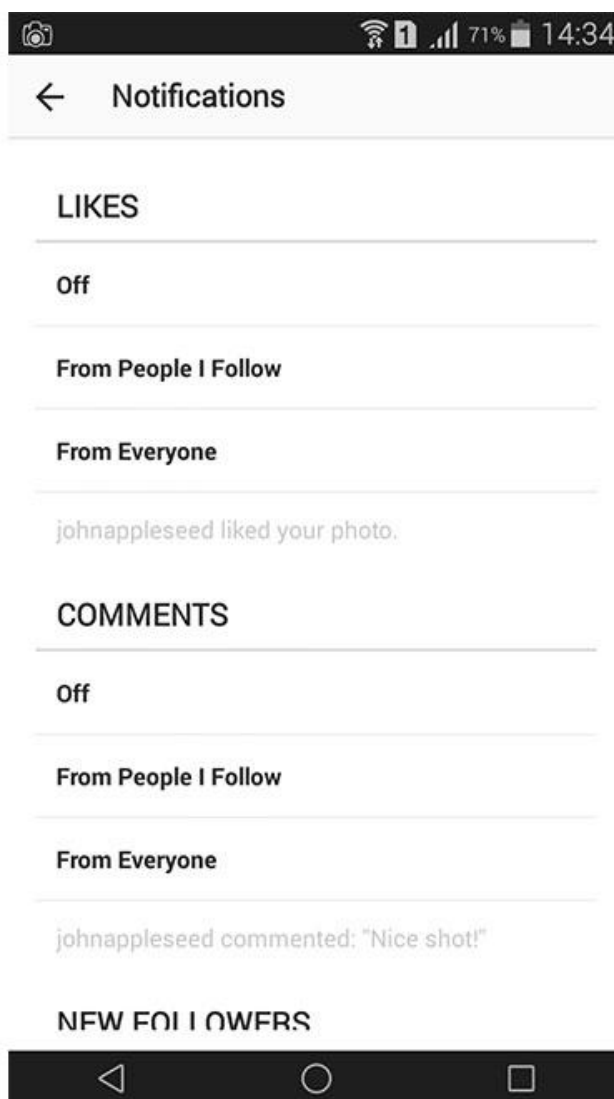 1 71% 14:34
Notifications
LIKES
Off
From People I Follow
From Everyone
johnappleseed liked your photo.
COMMENTS
Off
From People I Follow
From Everyone
johnappleseed commented: "Nice shot!"
NEW FOLLOWERS